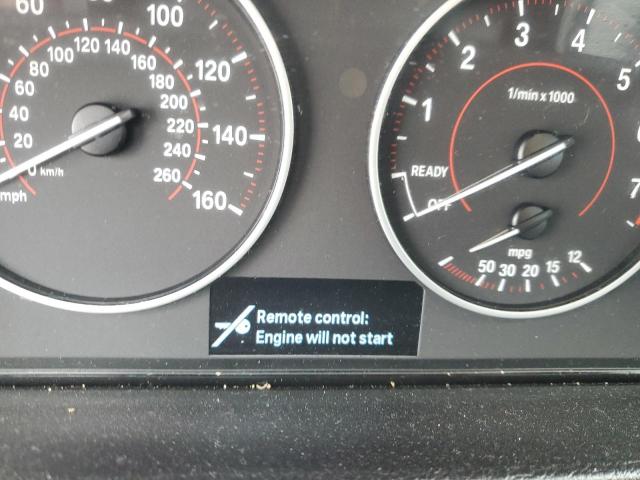 60
80
100
120
140
160
mph
0 km/h
20
40
60
80
100
120
140
160
180
200
220
240
260
1
2
3
4
5
6
7
1/min x 1000
READY
OFF
mpg
50 30 20 15 12
Remote control:
Engine will not start